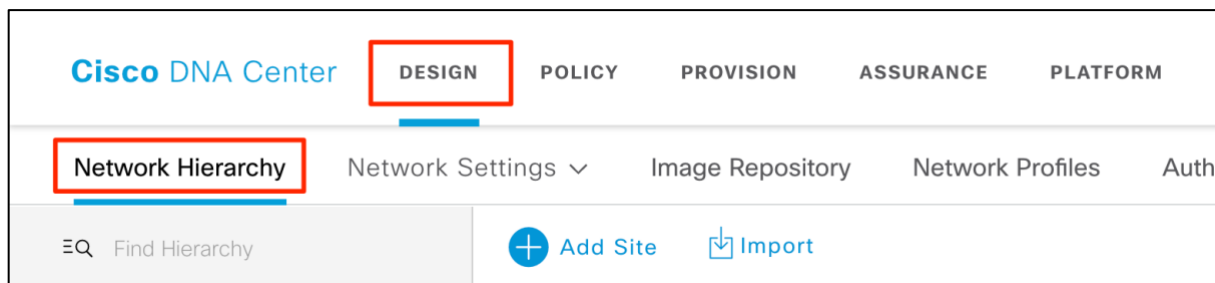 Cisco DNA Center DESIGN POLICY PROVISION ASSURANCE PLATFORM
Network Hierarchy Network Settings Image Repository Network Profiles Auth
Find Hierarchy Add Site Import